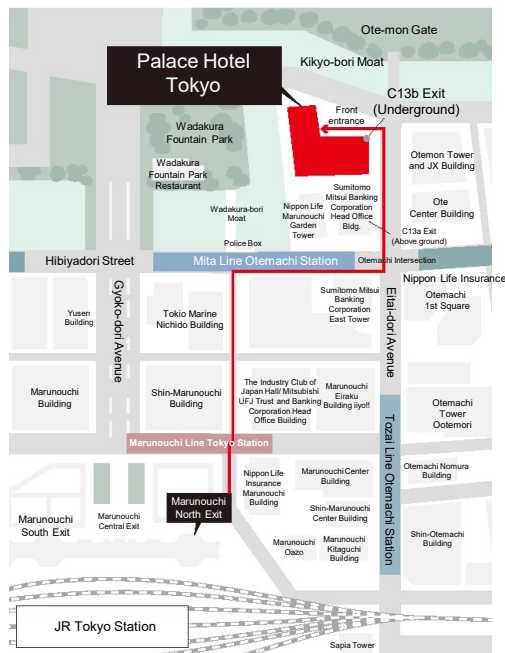 Ote-mon Gate
Kikyo-bori Moat
Palace Hotel
Tokyo
C13b Exit
(Underground)
Front
entrance
Wadakura
Fountain Park
Wadakura
Fountain Park
Restaurant
Otemon Tower
and JX Building
Sumitomo
Mitsui Banking
Corporation
Head Office
Bldg.
Nippon Life
Marunouchi
Garden
Tower
Ote
Center Building
Wadakura-bori
Moat
C13a Exit
(Above ground)
Police Box
Hibiyadori Street
Mita Line Otemachi Station
Otemachi Intersection
Nippon Life Insurance
Otemachi
1st Square
Gyoko-dori Avenue
Eitai-dori Avenue
Sumitomo Mitsui
Banking
Corporation
East Tower
Yusen
Building
Tokio Marine
Nichido Building
Marunouchi
Building
Shin-Marunouchi
Building
The Industry Club of
Japan Hall/ Mitsubishi
UFJ Trust and Banking
Corporation Head
Office Building
Marunouchi
Eiraku
Building iiyo!!
Otemachi
Tower
Ootemori
Marunouchi Line Tokyo Station
Tozai Line Otemachi Station
Nippon Life
Insurance
Marunouchi
Building
Marunouchi Center
Building
Otemachi Nomura
Building
Marunouchi
North Exit
Marunouchi
South Exit
Marunouchi
Central Exit
Shin-Marunouchi
Center Building
Marunouchi
Oazo
Marunouchi
Kitaguchi
Building
Shin-Otemachi
Building
JR Tokyo Station
Sapia Tower